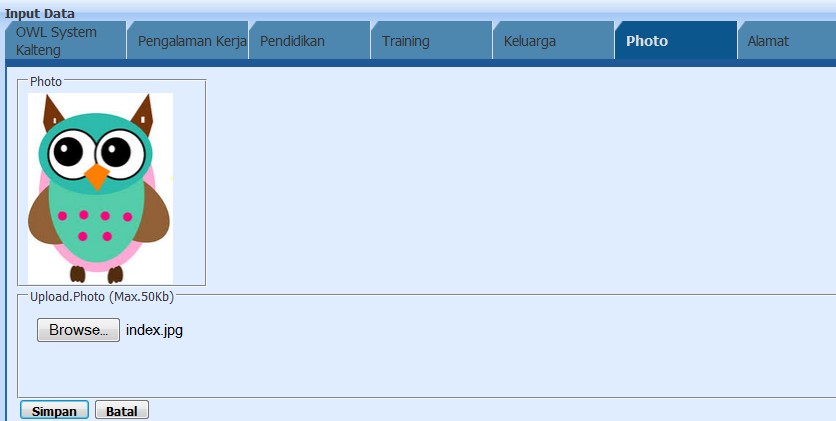 Input Data
OWL System
Kalteng
Pengalaman Kerja
Pendidikan
Training
Keluarga
Photo
Alamat
Photo
Upload.Photo (Max.50Kb)
Browse... index.jpg
Simpan Batal